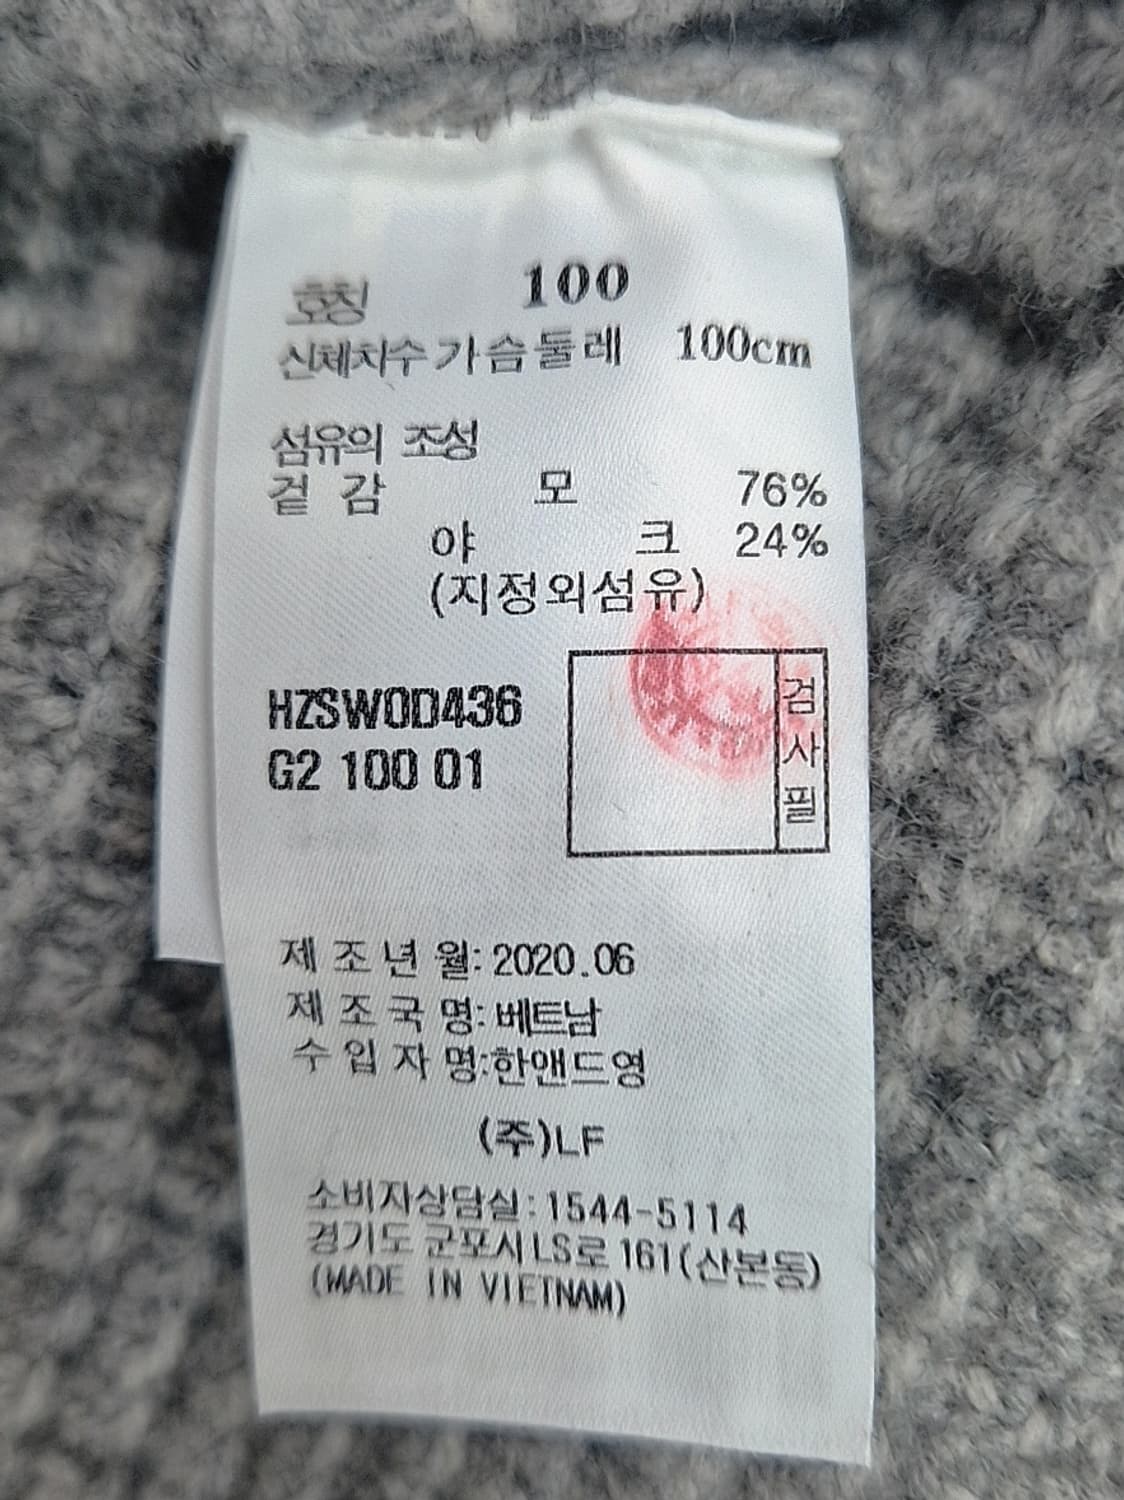 호칭 100
신체치수 가슴둘레 100cm
섬유의 조성
겉 감 모 76%
야 크 24%
(지정외섬유)
HZSW0D436
G2 100 01
검사필
제 조 년 월: 2020.06
제 조 국 명: 베트남
수 입 자 명:한앤드영
(주)LF
소비자상담실:1544-5114
경기도 군포시 LS로 161(산본동)
(MADE IN VIETNAM)